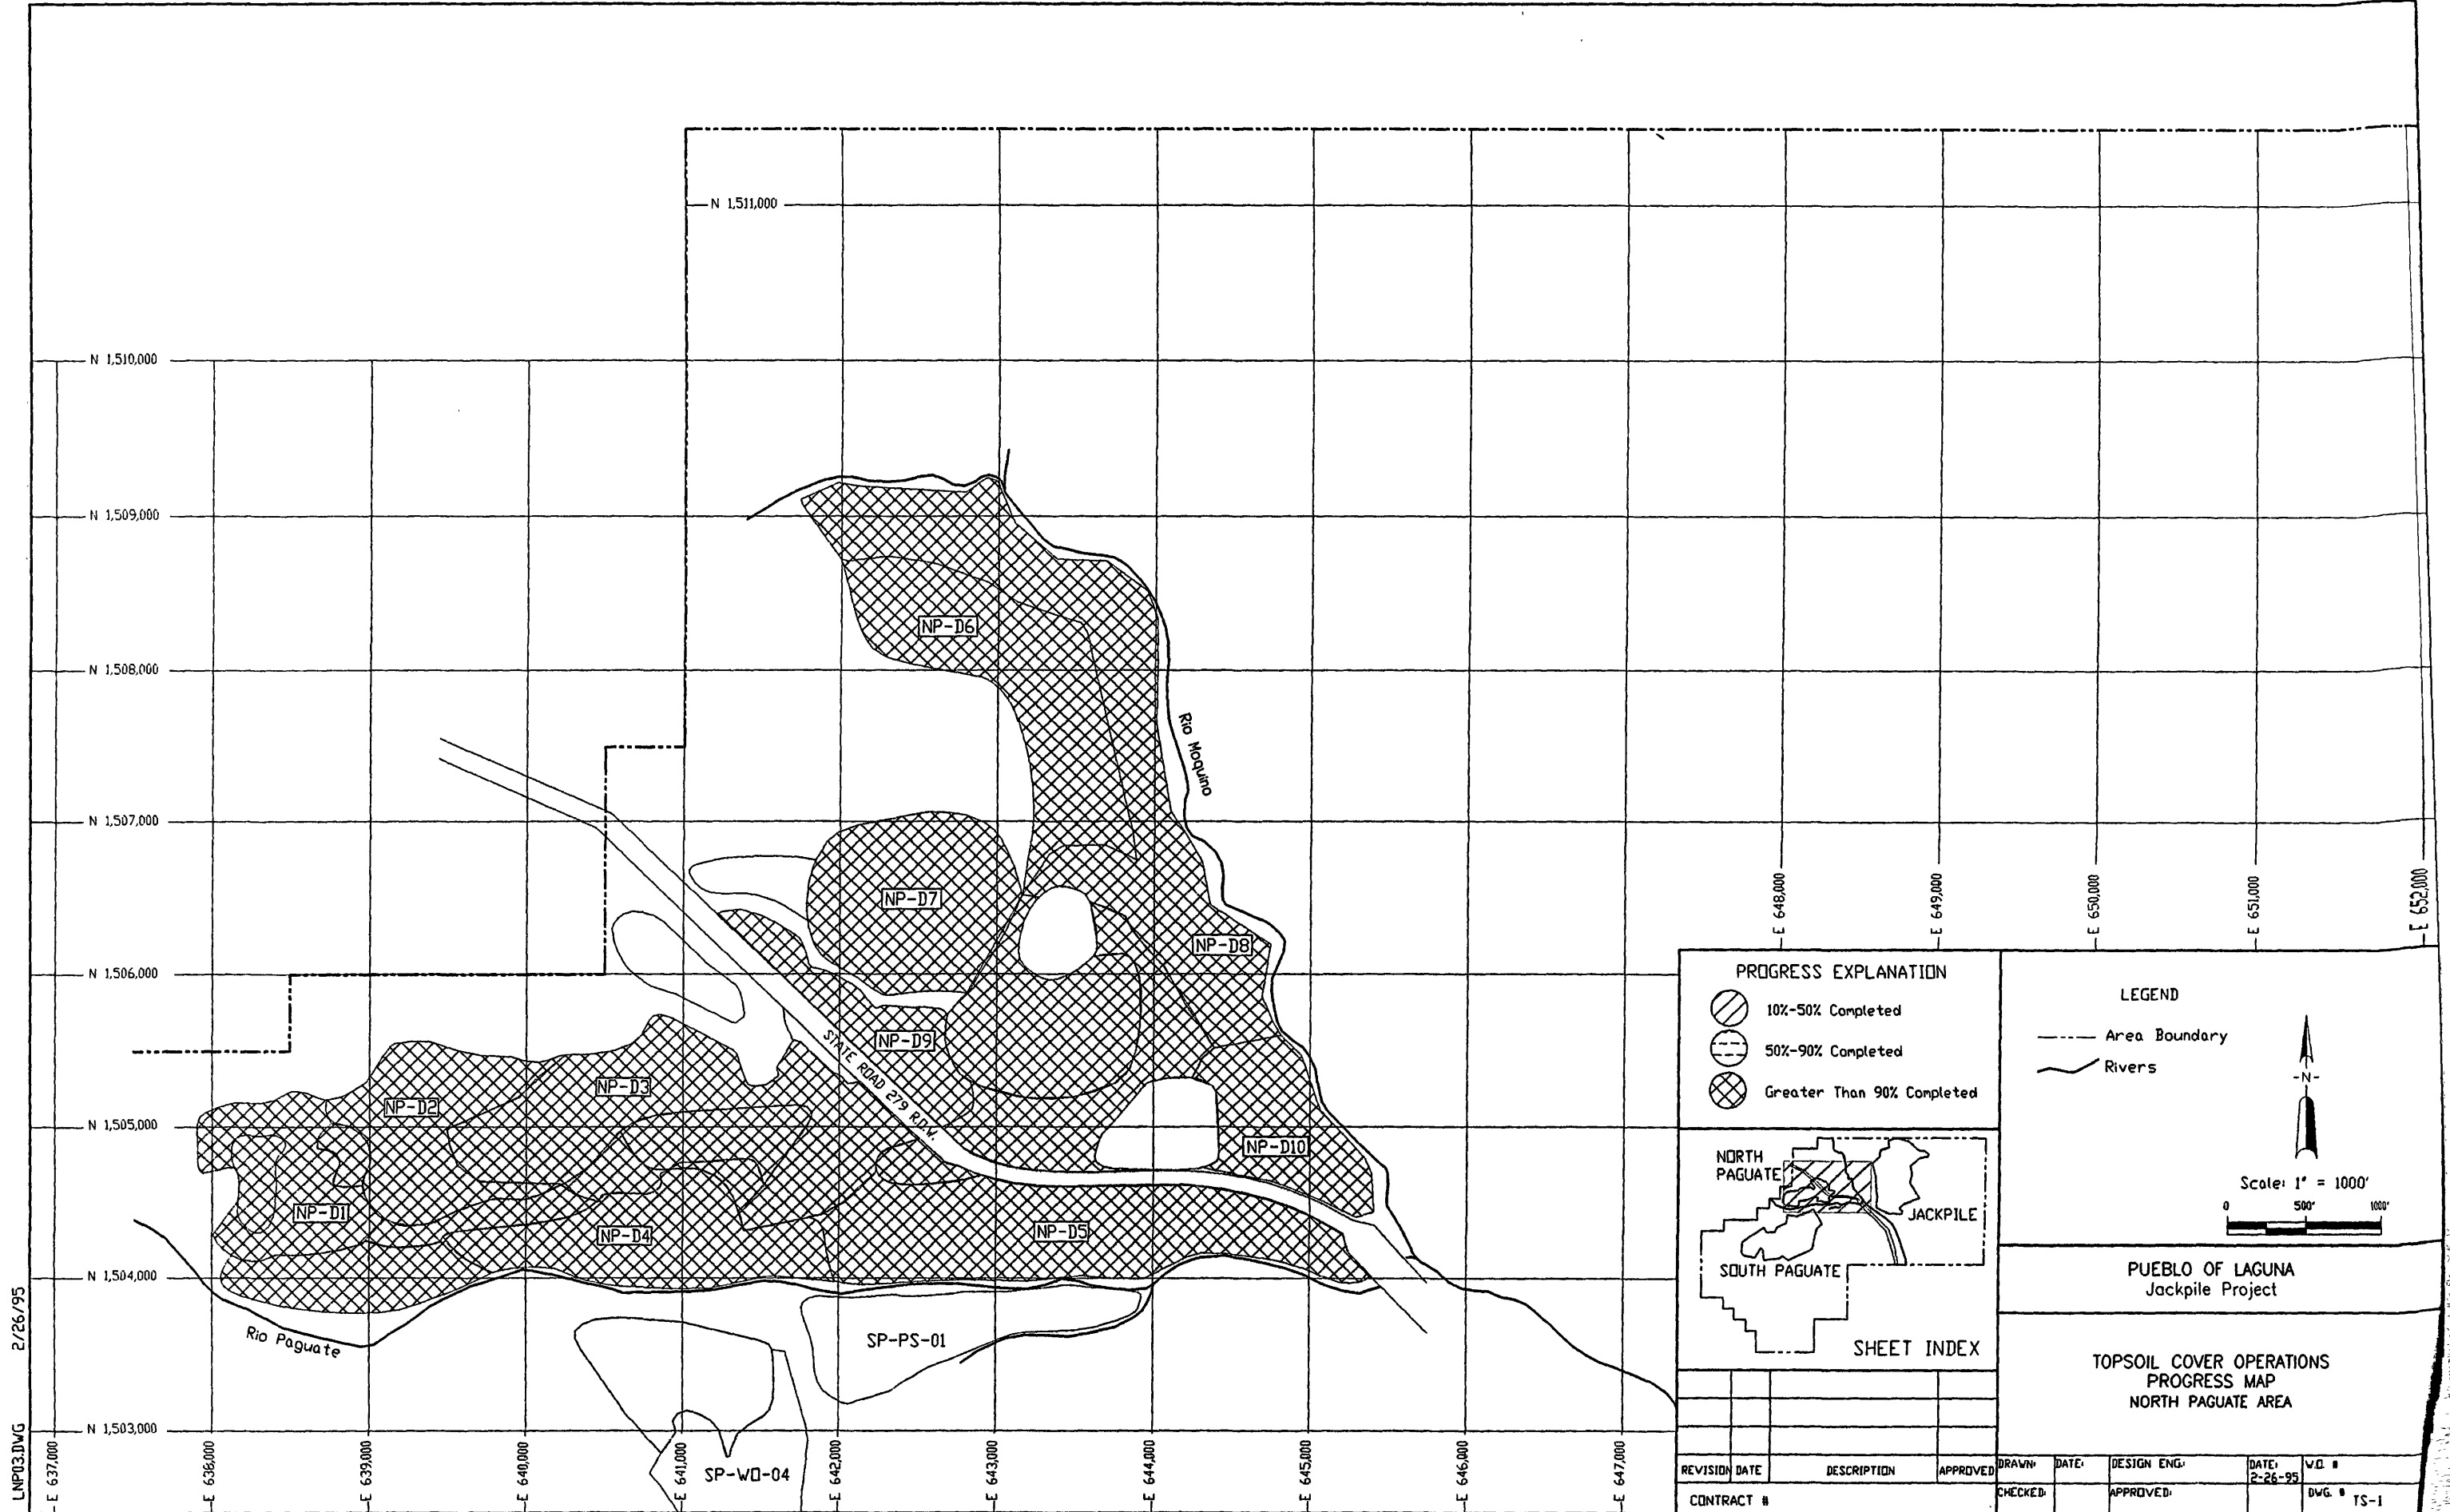 N 1,511,000
N 1,510,000
N 1,509,000
N 1,508,000
N 1,507,000
N 1,506,000
N 1,505,000
N 1,504,000
N 1,503,000
NP-D6
Rio Moquino
NP-D7
NP-D8
NP-D9
STATE ROAD 279 R.O.W.
NP-D3
NP-D2
NP-D10
NP-D1
NP-D4
NP-D5
Rio Paguate
SP-PS-01
SP-WD-04
E 637,000
E 638,000
E 639,000
E 640,000
E 641,000
E 642,000
E 643,000
E 644,000
E 645,000
E 646,000
E 647,000
E 648,000
E 649,000
E 650,000
E 651,000
E 652,000
LNP03.DWG 2/26/95
PROGRESS EXPLANATION
10%-50% Completed
50%-90% Completed
Greater Than 90% Completed
LEGEND
Area Boundary
Rivers
-N-
Scale: 1" = 1000'
0 500' 1000'
NORTH
PAGUATE
JACKPILE
SOUTH PAGUATE
SHEET INDEX
PUEBLO OF LAGUNA
Jackpile Project
TOPSOIL COVER OPERATIONS
PROGRESS MAP
NORTH PAGUATE AREA
REVISION DATE DESCRIPTION APPROVED
CONTRACT #
DRAWN: DATE: DESIGN ENG.: DATE: W.O. #
2-26-95
CHECKED: APPROVED: DWG. # TS-1